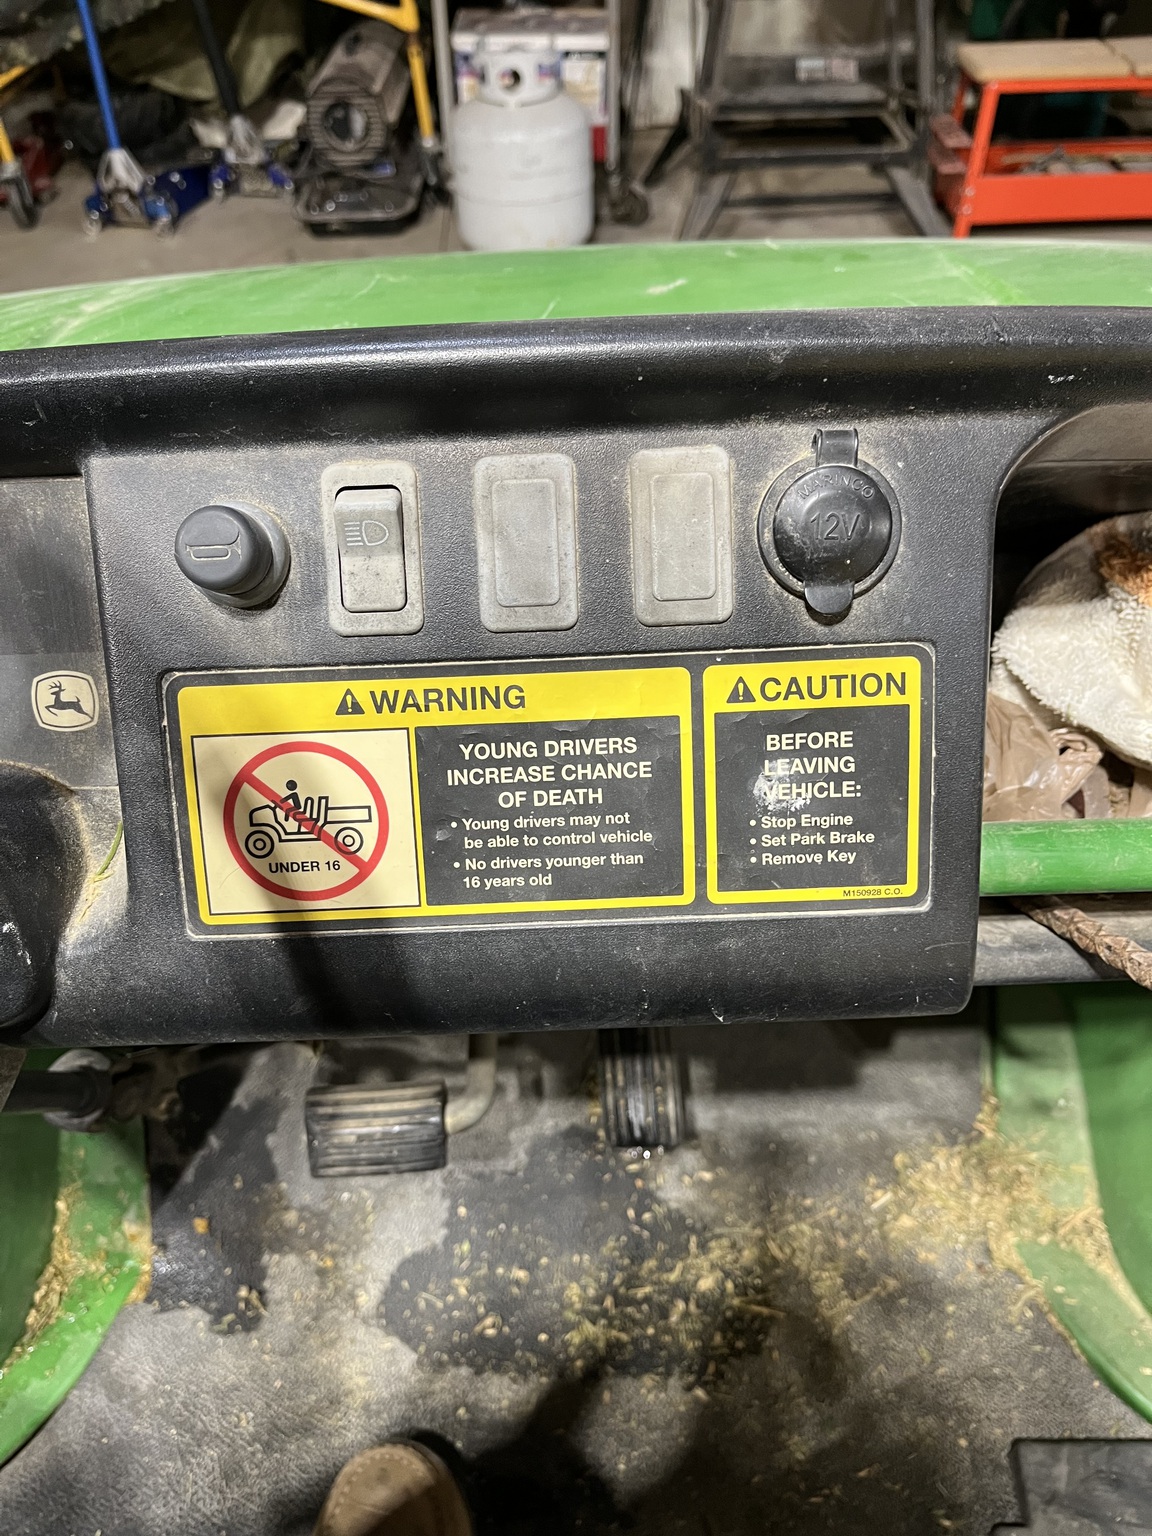 MARINCO
12V
WARNING
UNDER 16
YOUNG DRIVERS
INCREASE CHANCE
OF DEATH
• Young drivers may not
be able to control vehicle
• No drivers younger than
16 years old
CAUTION
BEFORE
LEAVING
VEHICLE:
• Stop Engine
• Set Park Brake
• Remove Key
M150928 C.O.